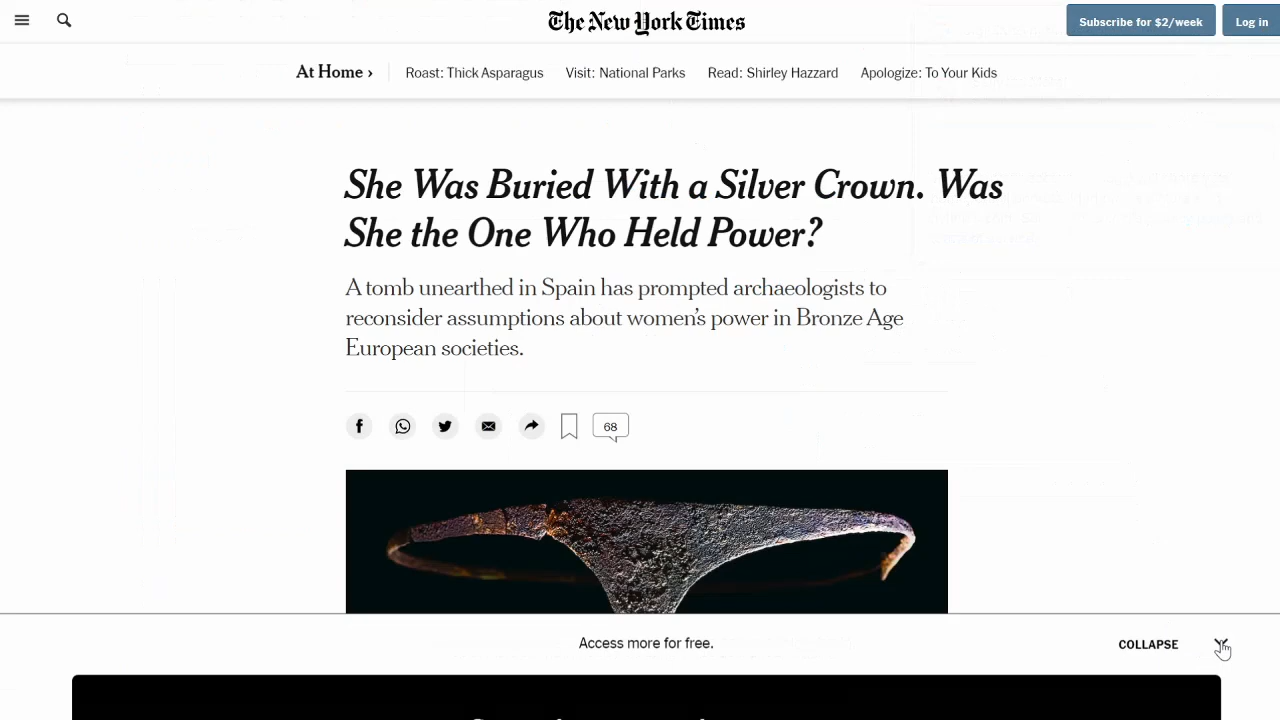 The New York Times
Subscribe for $2/week
Log in
At Home ›
Roast: Thick Asparagus
Visit: National Parks
Read: Shirley Hazzard
Apologize: To Your Kids
She Was Buried With a Silver Crown. Was
She the One Who Held Power?
A tomb unearthed in Spain has prompted archaeologists to
reconsider assumptions about women's power in Bronze Age
European societies.
68
Access more for free.
COLLAPSE